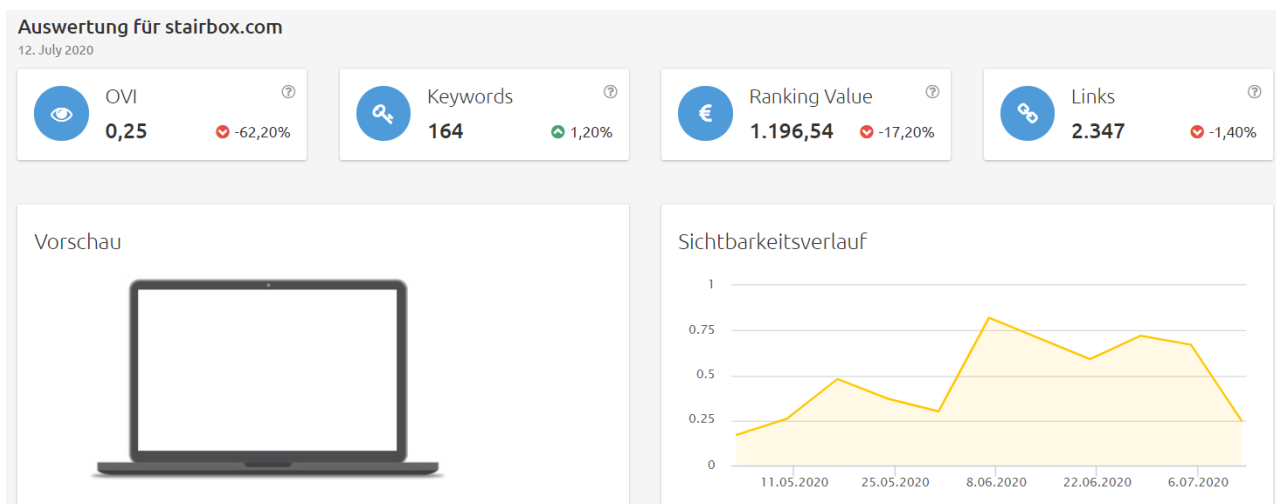 Auswertung für stairbox.com
12. July 2020
OVI
0,25
-62,20%
Keywords
164
1,20%
€
Ranking Value
1.196,54
-17,20%
Links
2.347
-1,40%
Vorschau
Sichtbarkeitsverlauf
1
0.75
0.5
0.25
0
11.05.2020 25.05.2020 8.06.2020 22.06.2020 6.07.2020